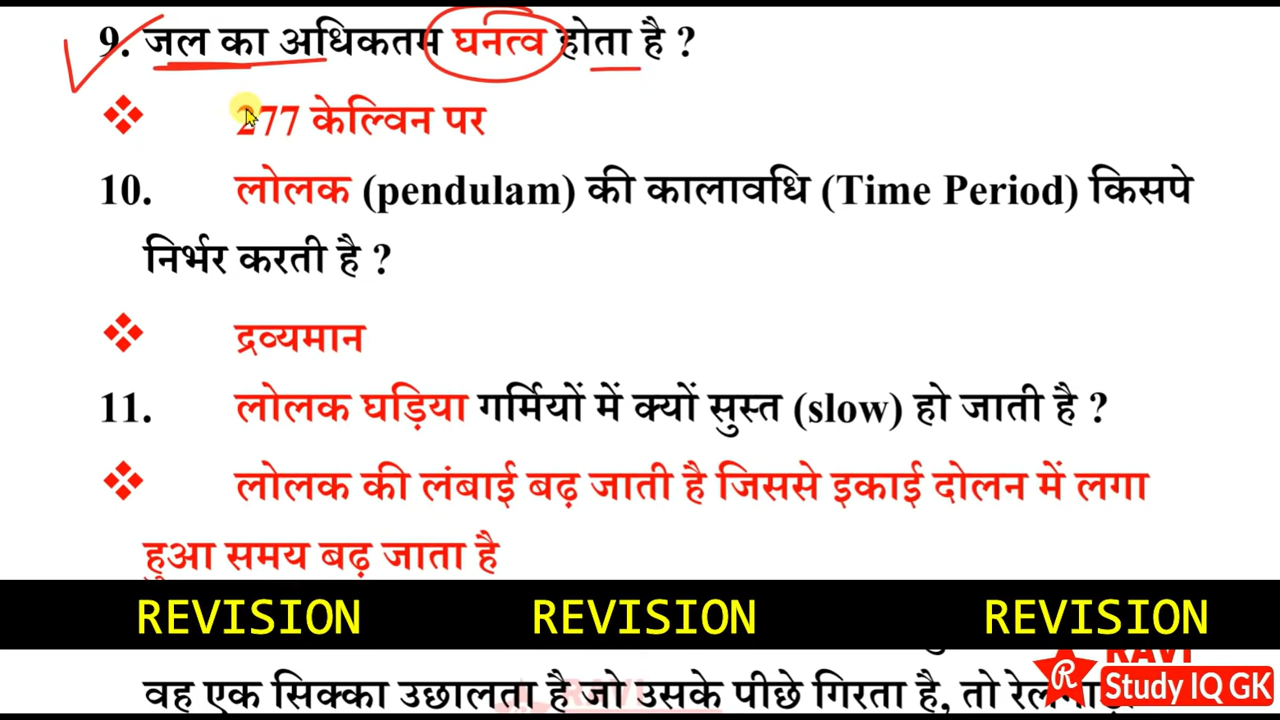 9. जल का अधिकतम घनत्व होता है ?
❖ 277 केल्विन पर
10. लोलक (pendulam) की कालावधि (Time Period) किसपे
निर्भर करती है ?
❖ द्रव्यमान
11. लोलक घड़िया गर्मियों में क्यों सुस्त (slow) हो जाती है ?
❖ लोलक की लंबाई बढ़ जाती है जिससे इकाई दोलन में लगा
हुआ समय बढ़ जाता है
REVISION REVISION REVISION
वह एक सिक्का उछालता है जो उसके पीछे गिरता है, तो
RAVI
R Study IQ GK